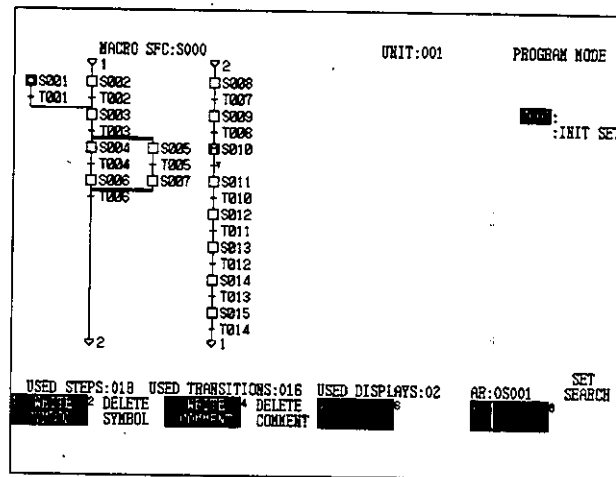 MACRO SFC:S000 UNIT:001 PROGRAM MODE
1 2
S001 S002 S008
T001 T002 T007
S003 S009
T003 T008
:INIT SET
S004 S005 S010
T004 T005
S006 S007 S011
T006 T010
S012
T011
S013
T012
S014
T013
S015
T014
2 1
USED STEPS:018 USED TRANSITIONS:016 USED DISPLAYS:02 AR:0S001 SET SEARCH
WRITE 2 DELETE SYMBOL WRITE COMMENT 4 DELETE COMMENT 6 8